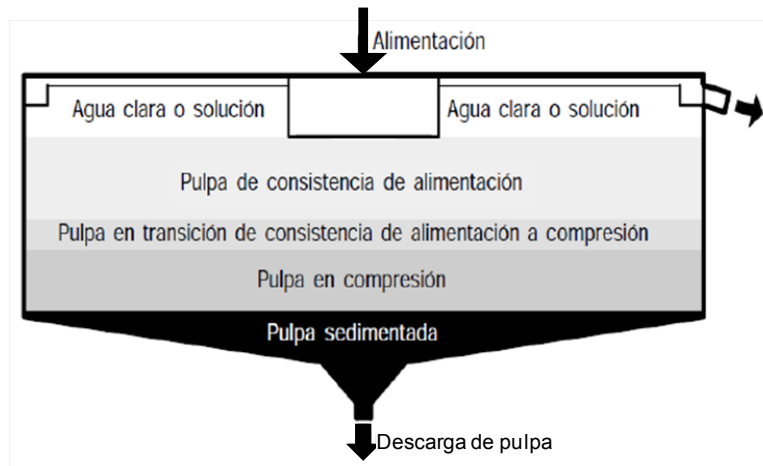 Alimentación
Agua clara o solución
Agua clara o solución
Pulpa de consistencia de alimentación
Pulpa en transición de consistencia de alimentación a compresión
Pulpa en compresión
Pulpa sedimentada
Descarga de pulpa